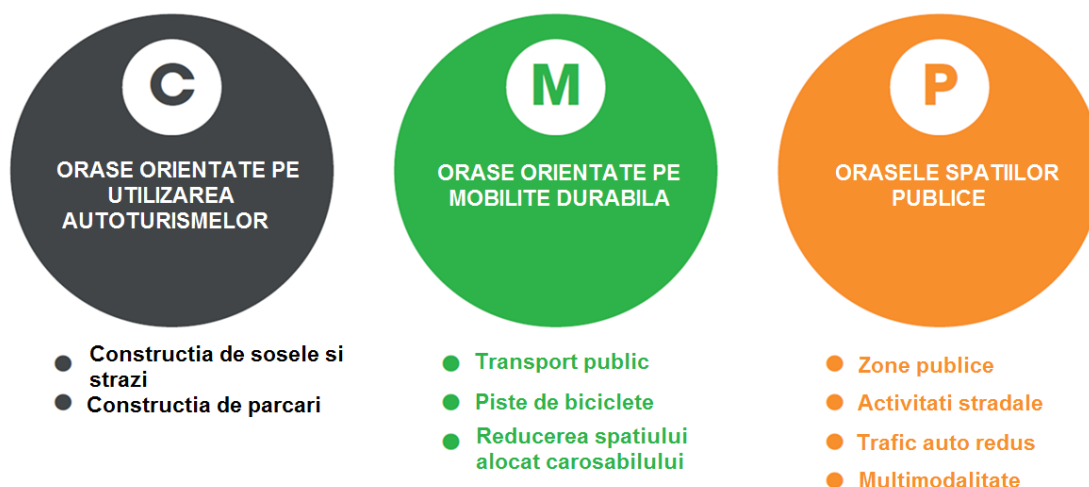 C
ORASE ORIENTATE PE
UTILIZAREA
AUTOTURISMELOR
Constructia de sosele si
strazi
Constructia de parcari
M
ORASE ORIENTATE PE
MOBILITE DURABILA
Transport public
Piste de biciclete
Reducerea spatiului
alocat carosabilului
P
ORASELE SPATIILOR
PUBLICE
Zone publice
Activitati stradale
Trafic auto redus
Multimodalitate